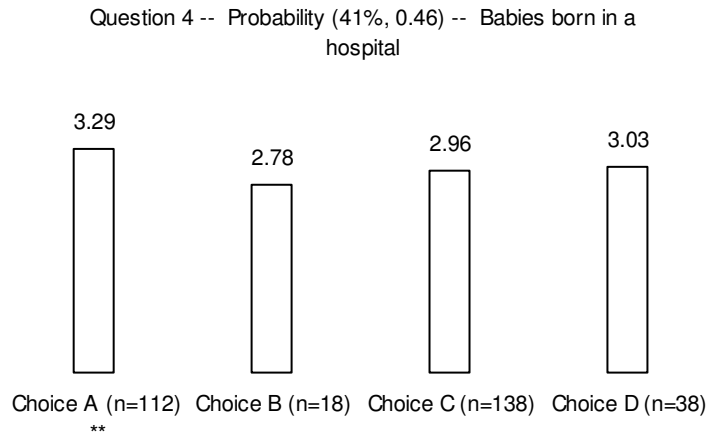 Question 4 -- Probability (41%, 0.46) -- Babies born in a
hospital
3.29
2.78
2.96
3.03
Choice A (n=112)
**
Choice B (n=18)
Choice C (n=138)
Choice D (n=38)